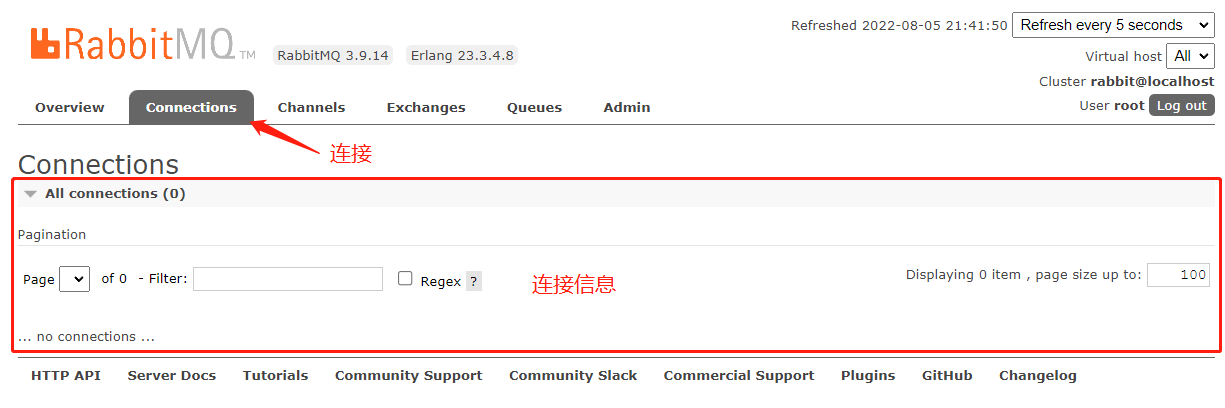 Refreshed 2022-08-05 21:41:50 Refresh every 5 seconds
RabbitMQ TM RabbitMQ 3.9.14 Erlang 23.3.4.8
Virtual host All
Cluster rabbit@localhost
User root Log out
Overview Connections Channels Exchanges Queues Admin
连接
Connections
All connections (0)
Pagination
Page of 0 - Filter: Regex ? Displaying 0 item , page size up to: 100
连接信息
... no connections ...
HTTP API Server Docs Tutorials Community Support Community Slack Commercial Support Plugins GitHub Changelog